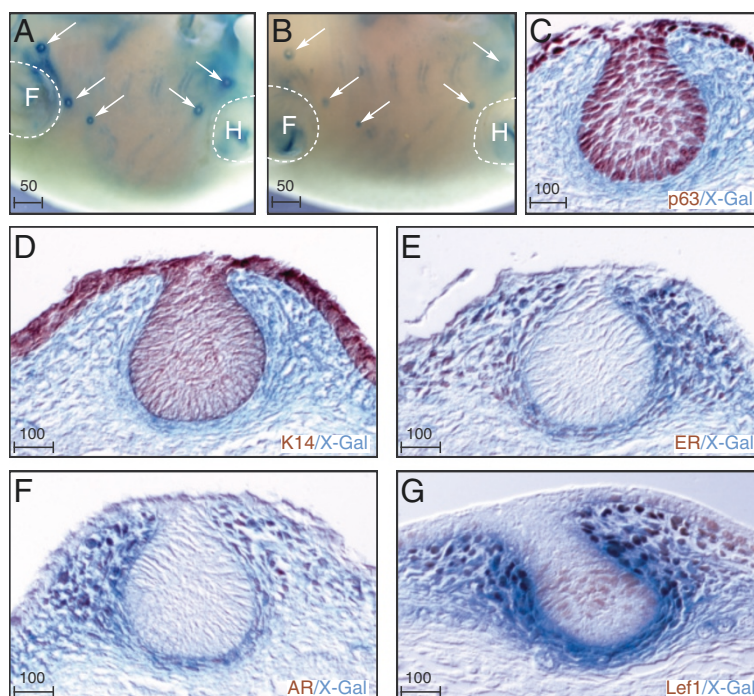 A
F
H
50
B
F
H
50
C
100
p63/X-Gal
D
100
K14/X-Gal
E
100
ER/X-Gal
F
100
AR/X-Gal
G
100
Lef1/X-Gal